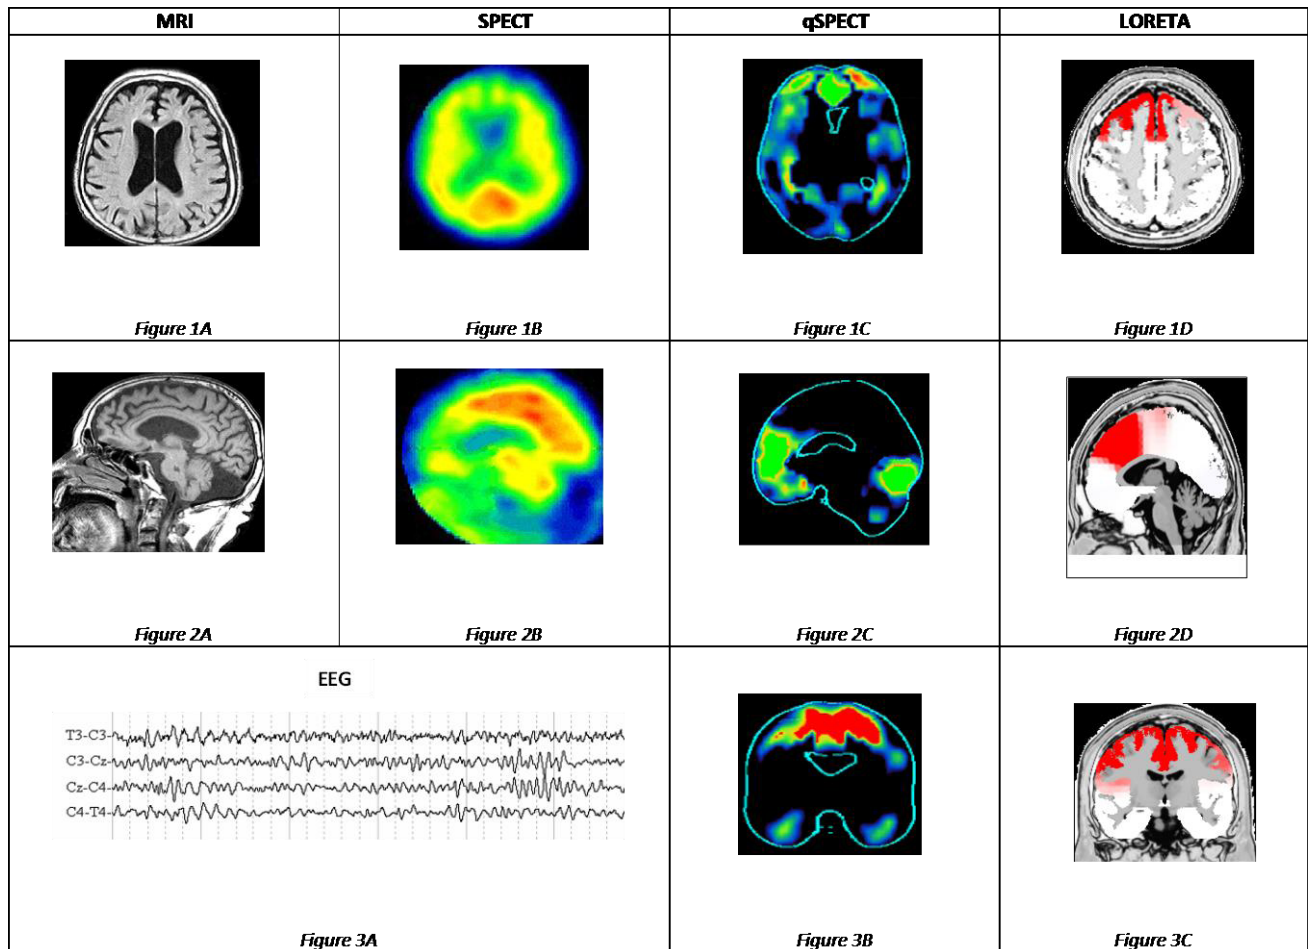 MRI SPECT qSPECT LORETA
Figure 1A Figure 1B Figure 1C Figure 1D
Figure 2A Figure 2B Figure 2C Figure 2D
EEG
T3-C3-
C3-Cz-
Cz-C4-
C4-T4-
Figure 3A Figure 3B Figure 3C